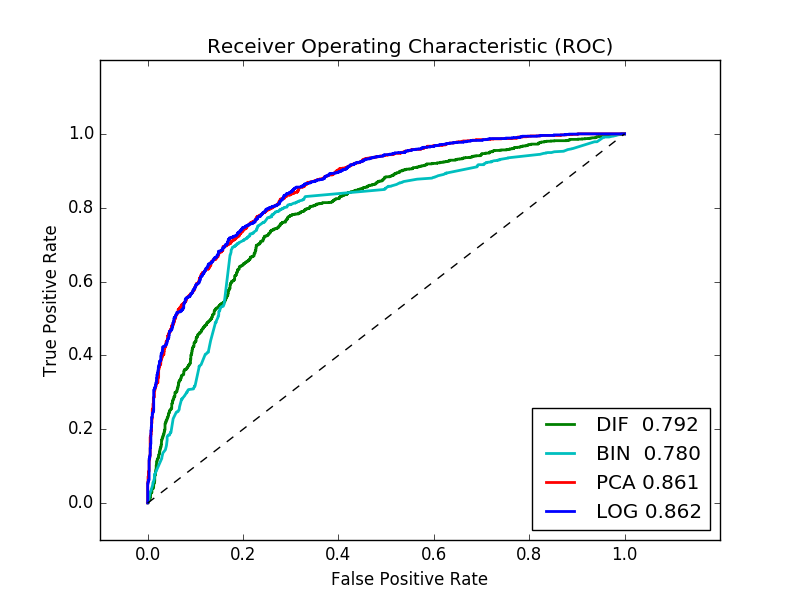 Receiver Operating Characteristic (ROC)
True Positive Rate
1.0
0.8
0.6
0.4
0.2
0.0
0.0 0.2 0.4 0.6 0.8 1.0
False Positive Rate
DIF 0.792
BIN 0.780
PCA 0.861
LOG 0.862